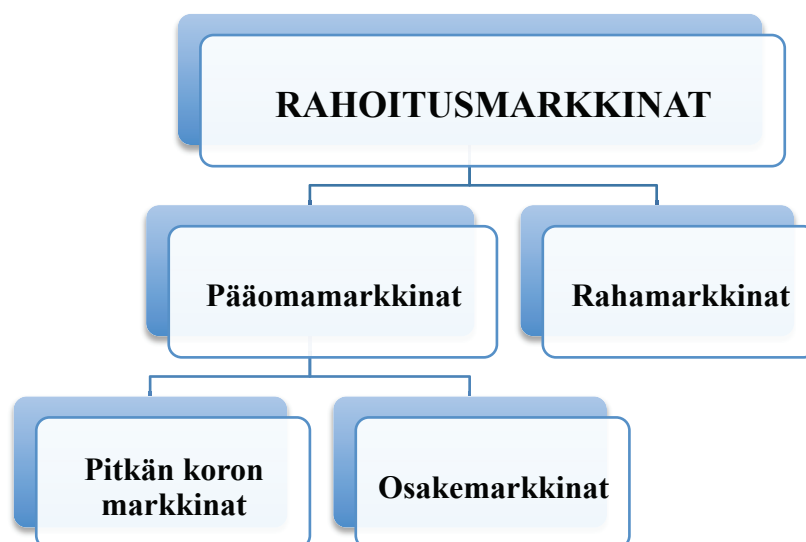 RAHOITUSMARKKINAT
Pääomamarkkinat
Rahamarkkinat
Pitkän koron
markkinat
Osakemarkkinat